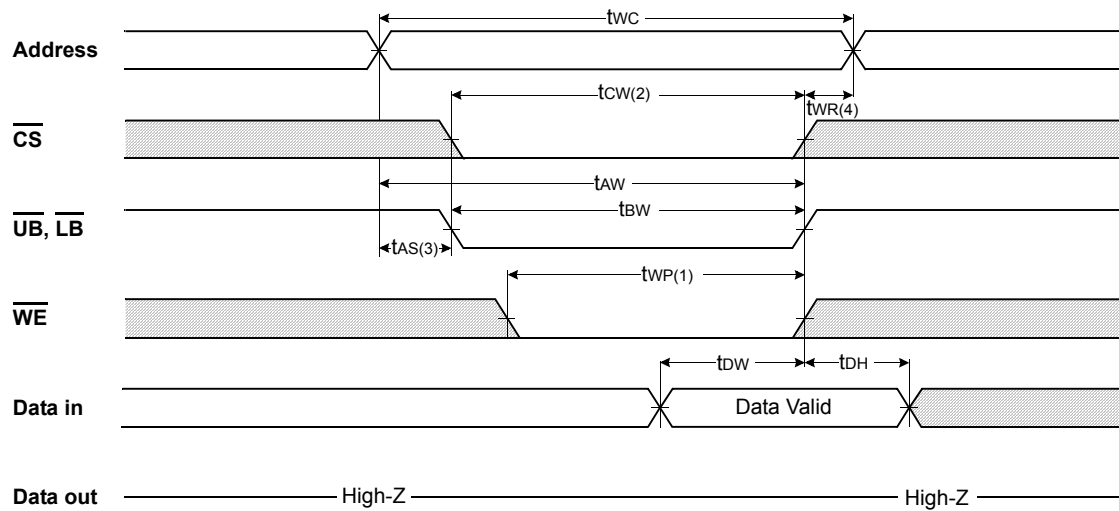 tWC
Address
tCW(2)
tWR(4)
CS
tAW
UB, LB
tBW
tAS(3)
tWP(1)
WE
tDW
tDH
Data in
Data Valid
Data out
High-Z
High-Z